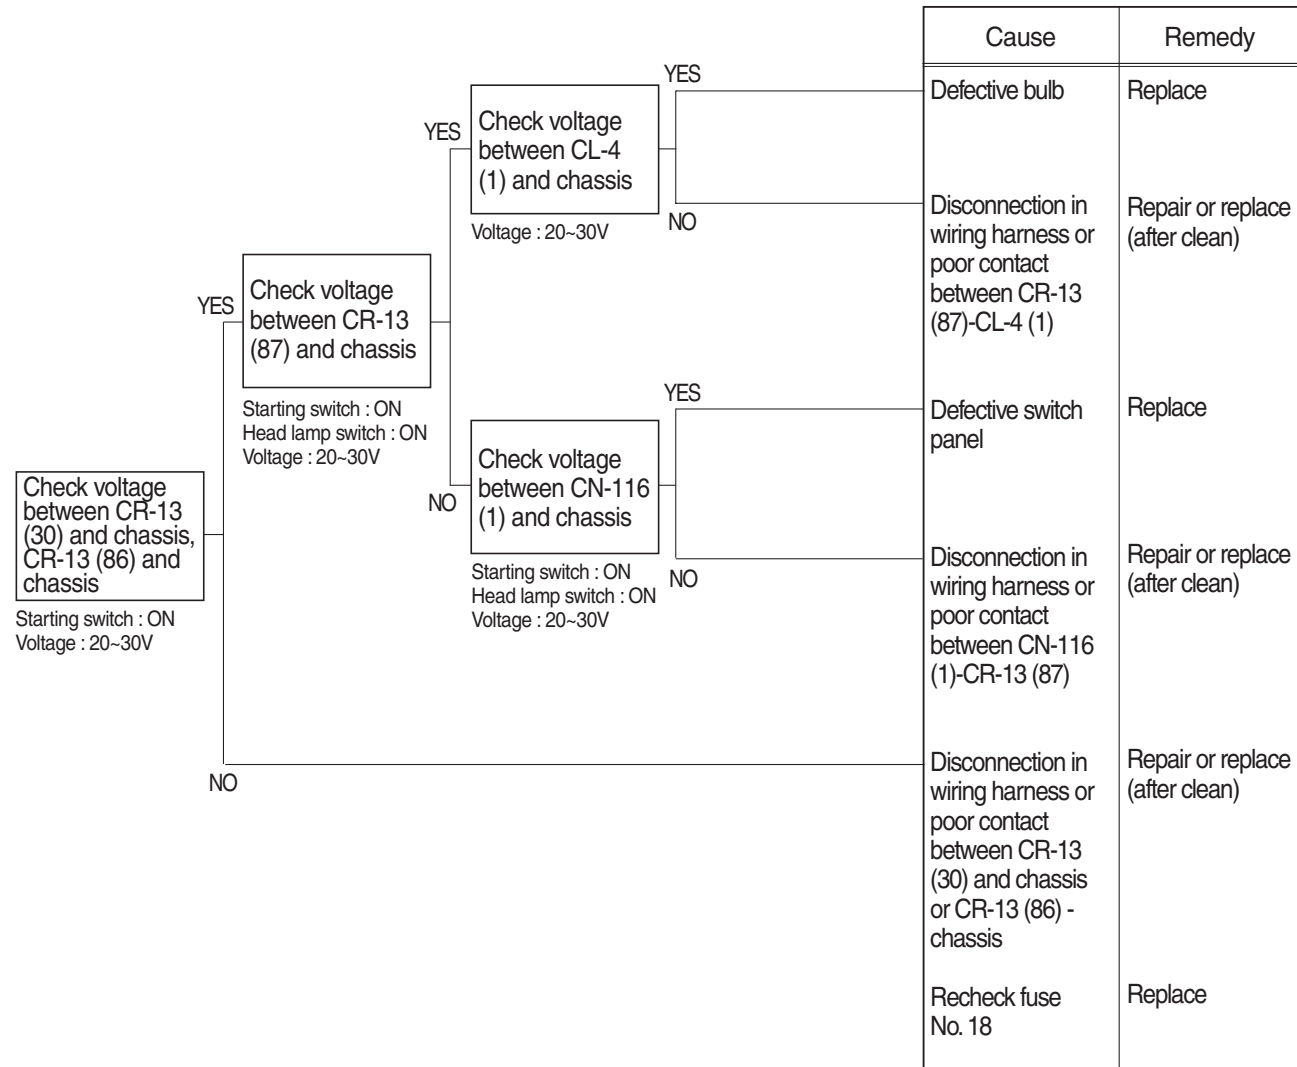 Cause
Remedy
YES
Defective bulb
Replace
YES
Check voltage
between CL-4
(1) and chassis
Voltage : 20~30V
NO
Disconnection in
wiring harness or
poor contact
between CR-13
(87)-CL-4 (1)
Repair or replace
(after clean)
YES
Check voltage
between CR-13
(87) and chassis
Starting switch : ON
Head lamp switch : ON
Voltage : 20~30V
YES
Defective switch
panel
Replace
NO
Check voltage
between CN-116
(1) and chassis
Starting switch : ON
Head lamp switch : ON
Voltage : 20~30V
NO
Disconnection in
wiring harness or
poor contact
between CN-116
(1)-CR-13 (87)
Repair or replace
(after clean)
Check voltage
between CR-13
(30) and chassis,
CR-13 (86) and
chassis
Starting switch : ON
Voltage : 20~30V
NO
Disconnection in
wiring harness or
poor contact
between CR-13
(30) and chassis
or CR-13 (86) -
chassis
Repair or replace
(after clean)
Recheck fuse
No. 18
Replace